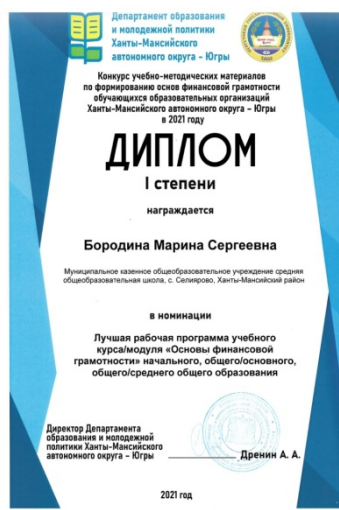 Департамент образования
и молодежной политики
Ханты-Мансийского
автономного округа – Югры
Конкурс учебно-методических материалов
по формированию основ финансовой грамотности
обучающихся образовательных организаций
Ханты-Мансийского автономного округа – Югры
в 2021 году
ДИПЛОМ
I степени
награждается
Бородина Марина Сергеевна
Муниципальное казенное общеобразовательное учреждение средняя
общеобразовательная школа, с. Селиярово, Ханты-Мансийский район
в номинации
Лучшая рабочая программа учебного
курса/модуля «Основы финансовой
грамотности» начального, общего/основного,
общего/среднего общего образования
Директор Департамента
образования и молодежной
политики Ханты-Мансийского
автономного округа – Югры
Дренин А. А.
2021 год